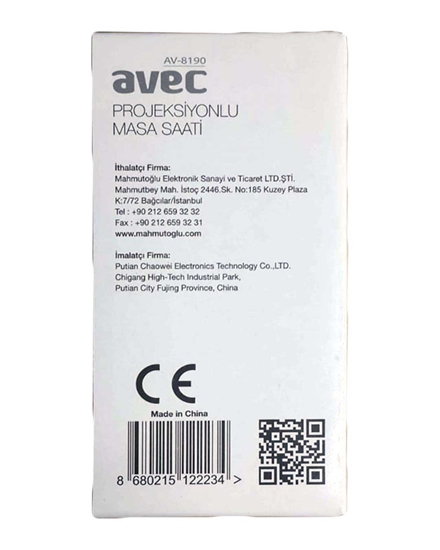 AV-8190
avec
PROJEKSİYONLU
MASA SAATİ
İthalatçı Firma:
Mahmutoğlu Elektronik Sanayi ve Ticaret LTD.ŞTİ.
Mahmutbey Mah. İstoç 2446.Sk. No:185 Kuzey Plaza
K:7/72 Bağcılar/İstanbul
Tel : +90 212 659 32 32
Fax : +90 212 659 32 31
www.mahmutoglu.com
İmalatçı Firma:
Putian Chaowei Electronics Technology Co.,LTD.
Chigang High-Tech Industrial Park,
Putian City Fujing Province, China
CE
Made in China
8 680215 122234 >